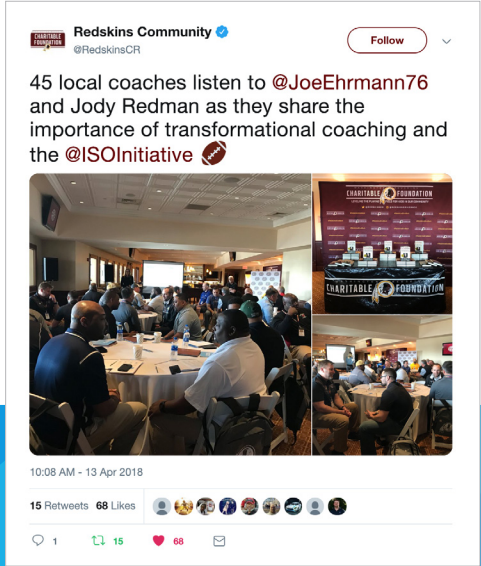 CHARITABLE
FOUNDATION
Redskins Community
@RedskinsCR
Follow
45 local coaches listen to @JoeEhrmann76
and Jody Redman as they share the
importance of transformational coaching and
the @ISOInitiative
CHARITABLE FOUNDATION
CHARITABLE FOUNDATION
10:08 AM - 13 Apr 2018
15 Retweets 68 Likes
1 15 68